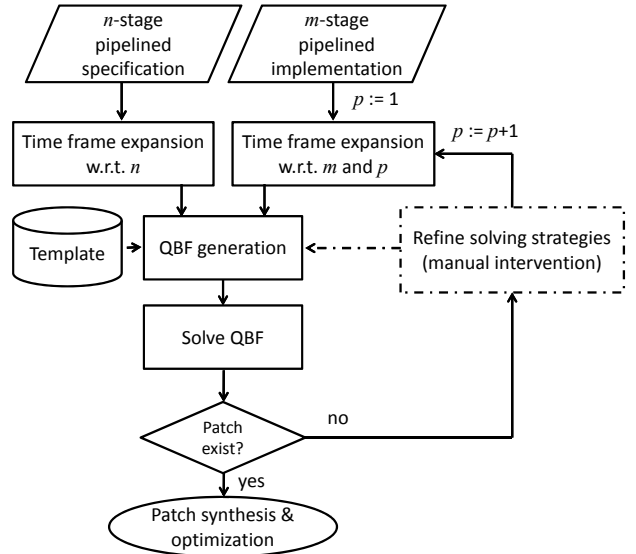 n-stage
pipelined
specification
m-stage
pipelined
implementation
p := 1
p := p+1
Time frame expansion
w.r.t. n
Time frame expansion
w.r.t. m and p
Template
QBF generation
Refine solving strategies
(manual intervention)
Solve QBF
Patch
exist?
no
yes
Patch synthesis &
optimization